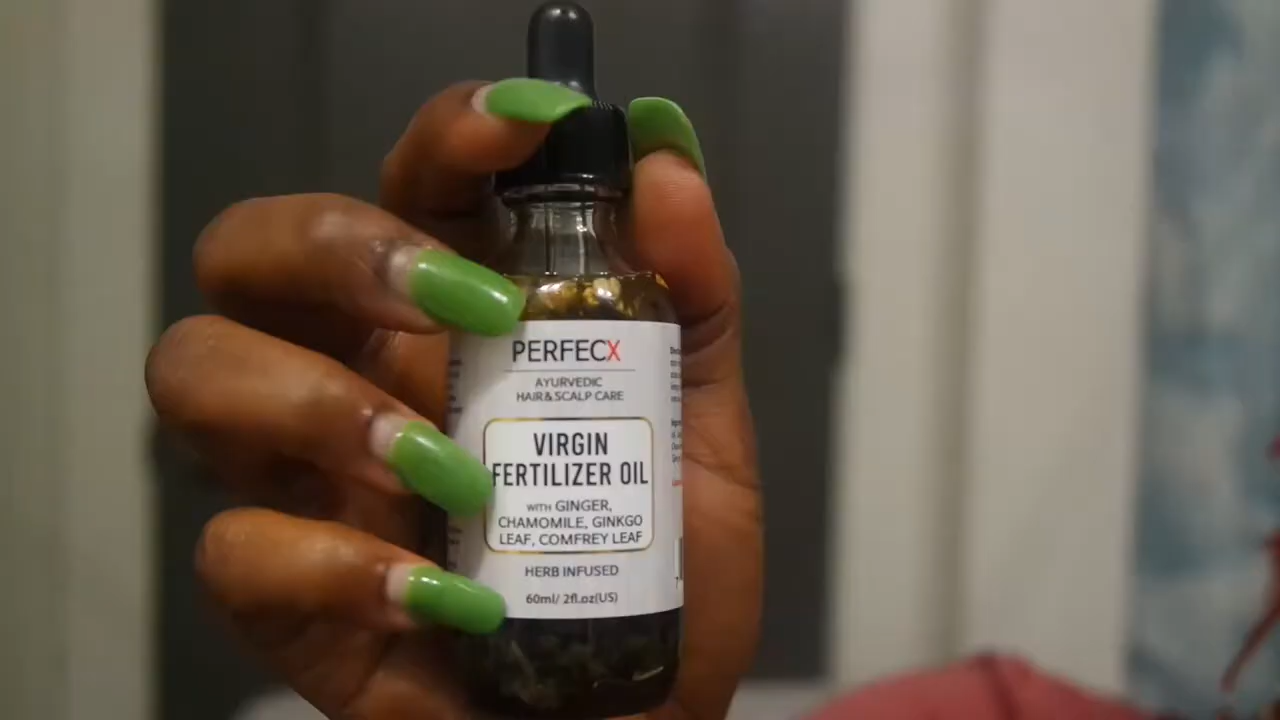 PERFECX
AYURVEDIC
HAIR & SCALP CARE
VIRGIN
FERTILIZER OIL
WITH GINGER,
CHAMOMILE, GINKGO
LEAF, COMFREY LEAF
HERB INFUSED
60ml/ 2fl.oz(US)